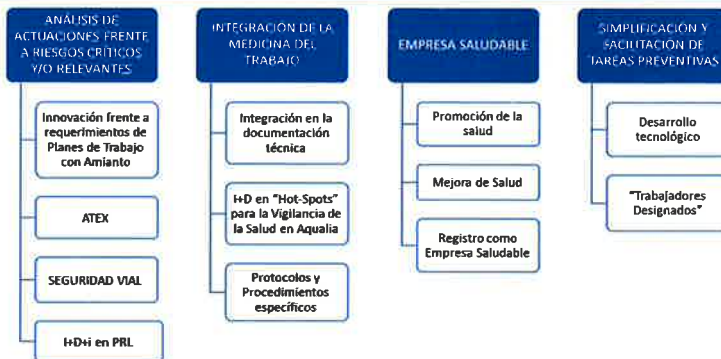 ANÁLISIS DE
ACTUACIONES FRENTE
A RIESGOS CRÍTICOS
Y/O RELEVANTES
Innovación frente a
requerimientos de
Planes de Trabajo
con Amianto
ATEX
SEGURIDAD VIAL
I+D+i en PRL
INTEGRACIÓN DE LA
MEDICINA DEL
TRABAJO
Integración en la
documentación
técnica
I+D en "Hot-Spots"
para la Vigilancia de
la Salud en Aqualia
Protocolos y
Procedimientos
específicos
EMPRESA SALUDABLE
Promoción de la
salud
Mejora de Salud
Registro como
Empresa Saludable
SIMPLIFICACIÓN Y
FACILITACIÓN DE
TAREAS PREVENTIVAS
Desarrollo
tecnológico
"Trabajadores
Designados"